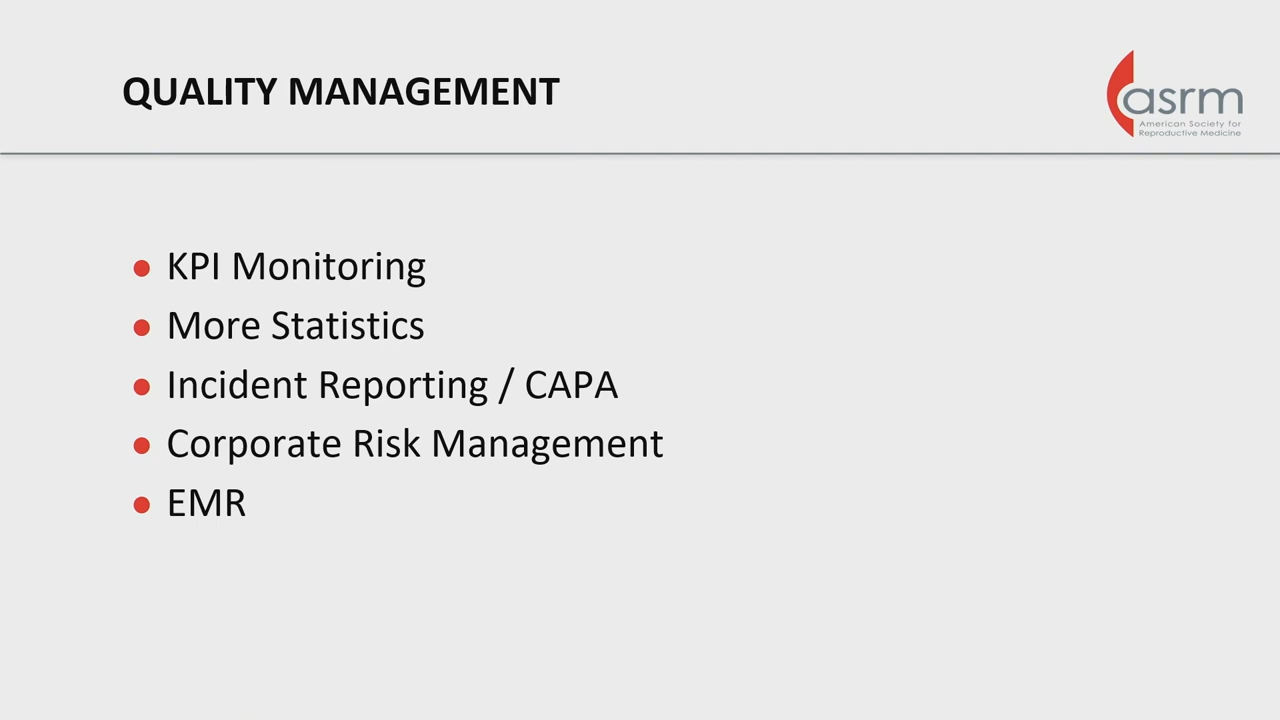 QUALITY MANAGEMENT
asrm
American Society for
Reproductive Medicine
● KPI Monitoring
● More Statistics
● Incident Reporting / CAPA
● Corporate Risk Management
● EMR